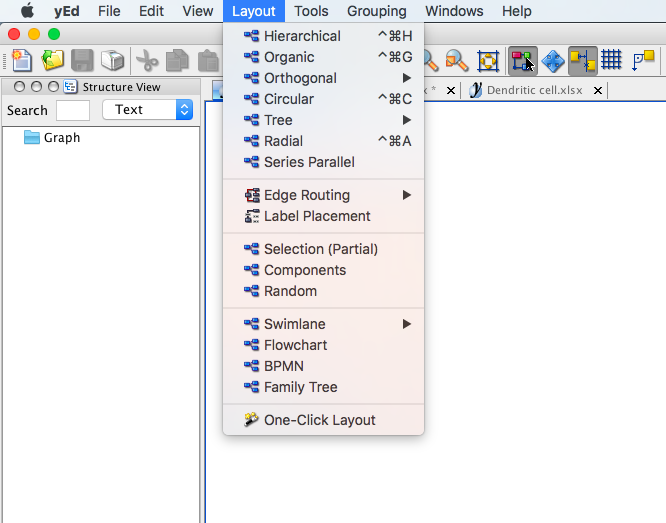 yEd File Edit View Layout Tools Grouping Windows Help
Structure View
Search Text
Graph
Hierarchical ^⌘H
Organic ^⌘G
Orthogonal
Circular ^⌘C
Tree
Radial ^⌘A
Series Parallel
Edge Routing
Label Placement
Selection (Partial)
Components
Random
Swimlane
Flowchart
BPMN
Family Tree
One-Click Layout
x *
Dendritic cell.xlsx